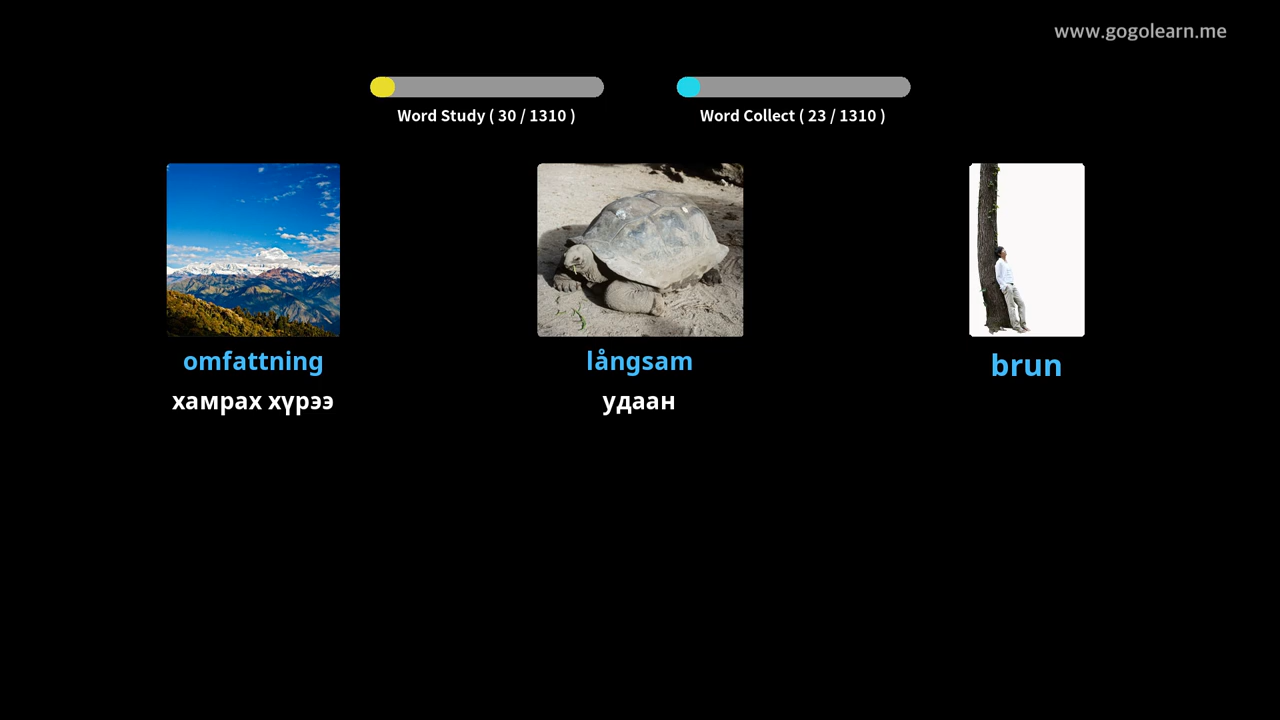 www.gogolearn.me
Word Study ( 30 / 1310 )
Word Collect ( 23 / 1310 )
omfattning
хамрах хүрээ
långsam
удаан
brun